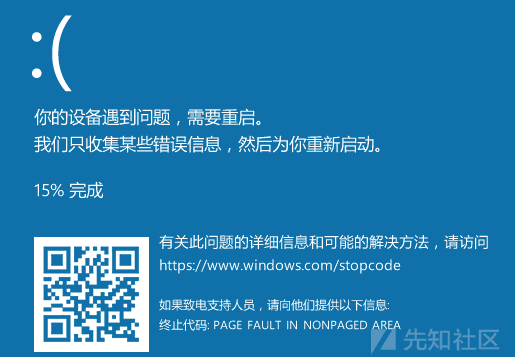 :(
你的设备遇到问题，需要重启。
我们只收集某些错误信息，然后为你重新启动。
15% 完成
有关此问题的详细信息和可能的解决方法，请访问
https://www.windows.com/stopcode
如果致电支持人员，请向他们提供以下信息:
终止代码: PAGE FAULT IN NONPAGED AREA
先知社区